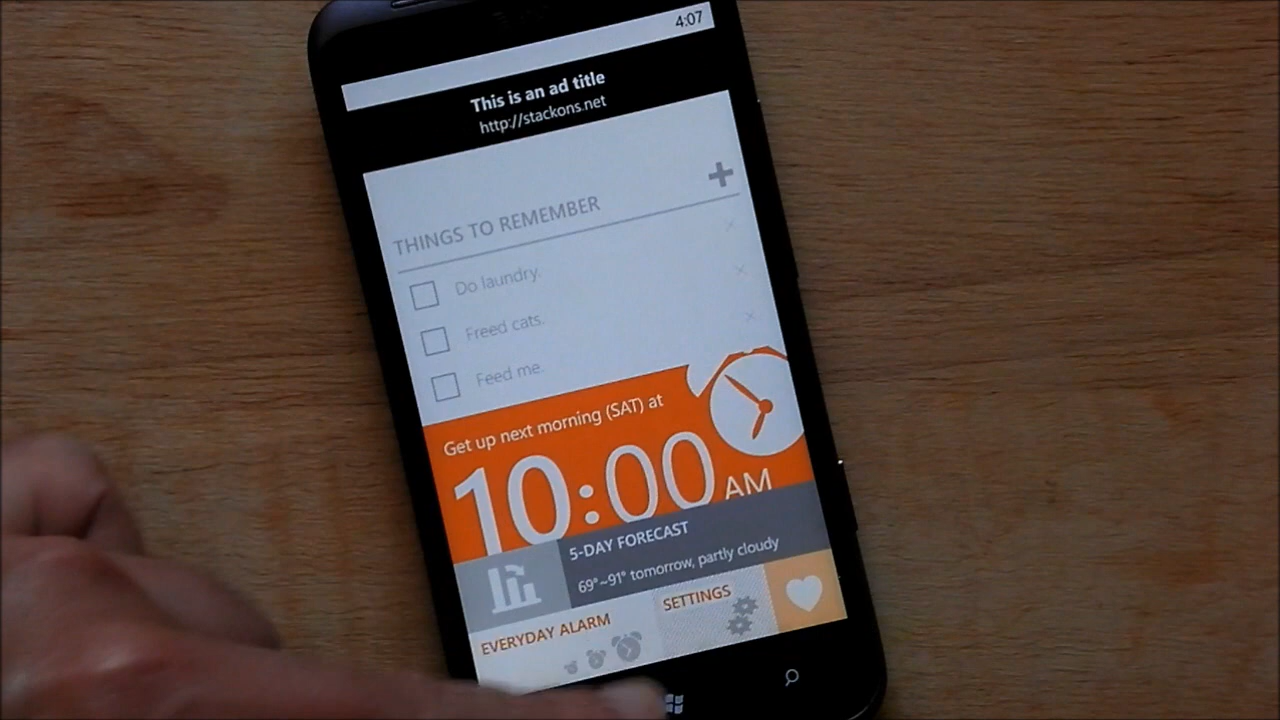 4:07
This is an ad title
http://stackons.net
THINGS TO REMEMBER
Do laundry.
Freed cats.
Feed me.
Get up next morning (SAT) at
10:00 AM
5-DAY FORECAST
69°~91° tomorrow, partly cloudy
SETTINGS
EVERYDAY ALARM